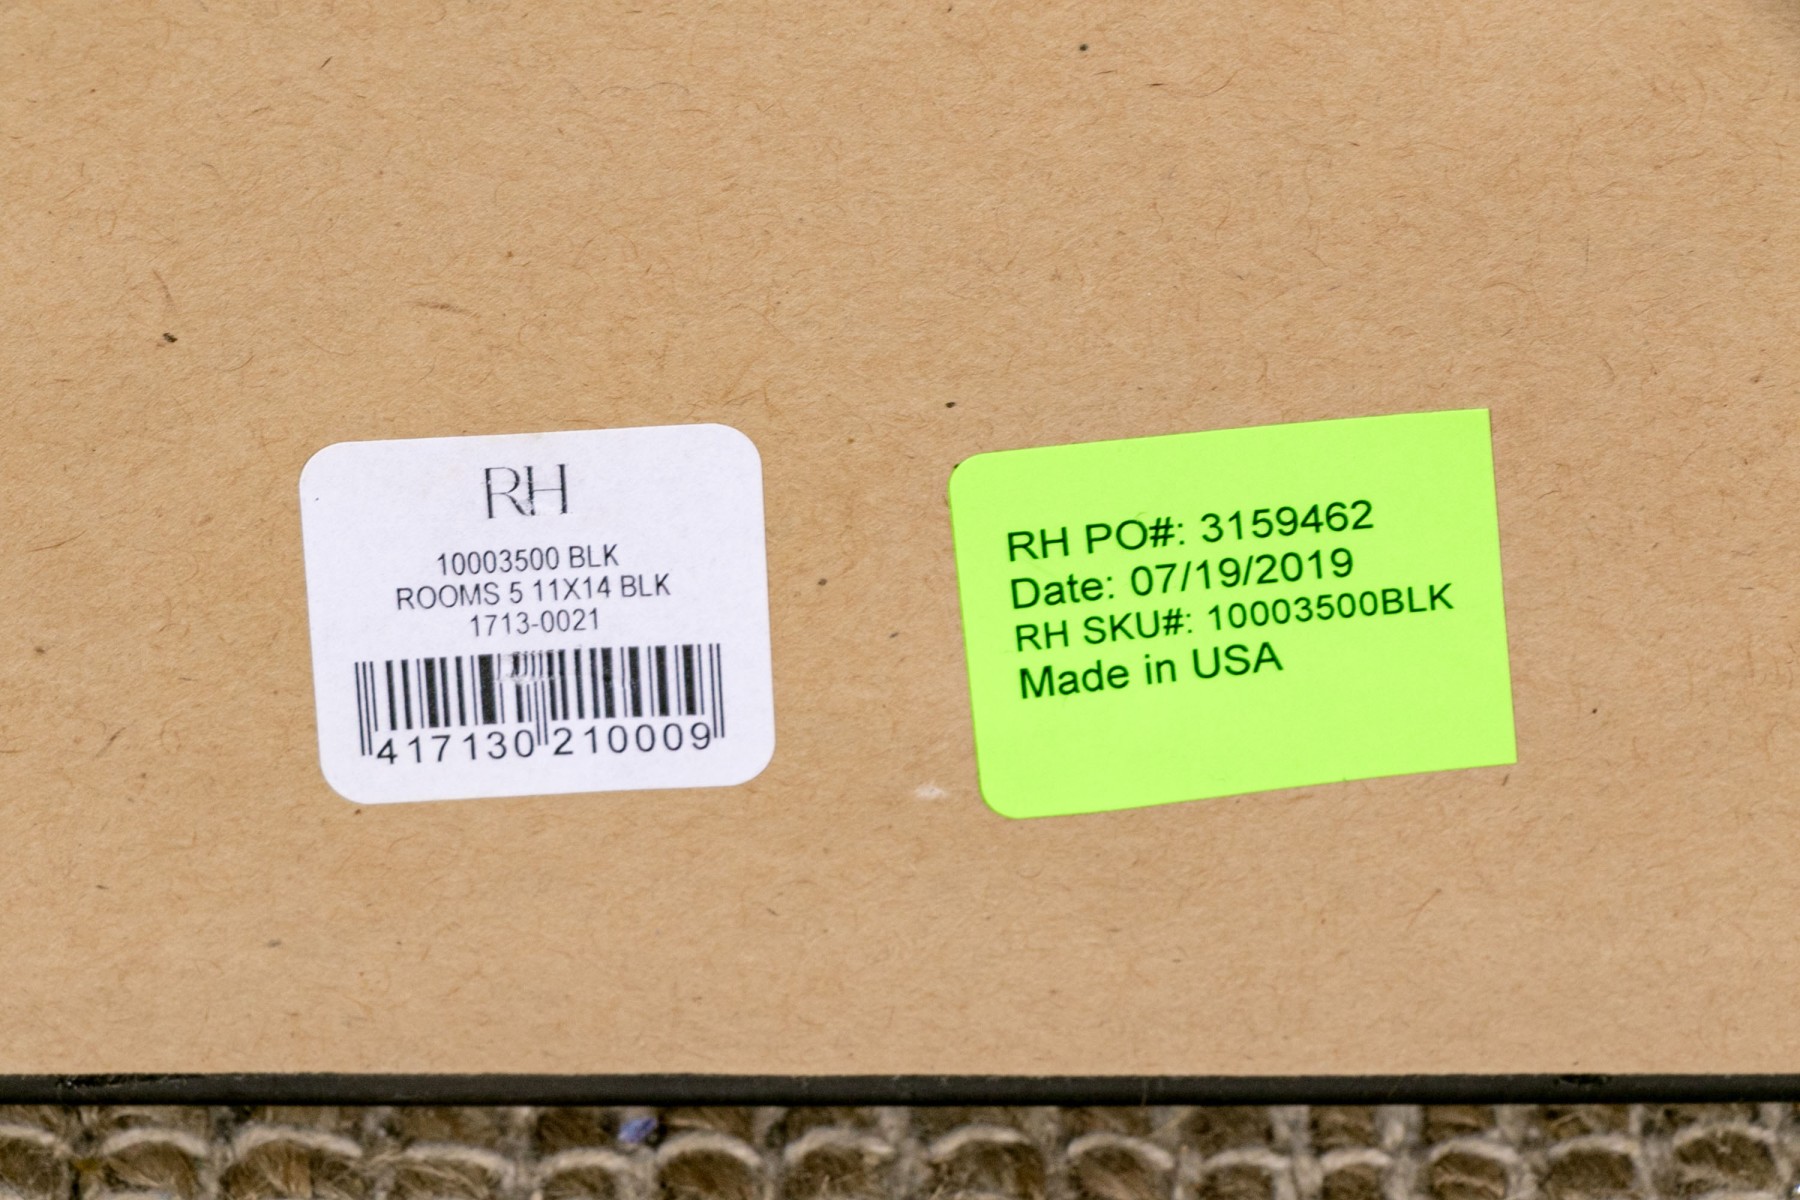 RH
10003500 BLK
ROOMS 5 11X14 BLK
1713-0021
417130 210009
RH PO#: 3159462
Date: 07/19/2019
RH SKU#: 10003500BLK
Made in USA